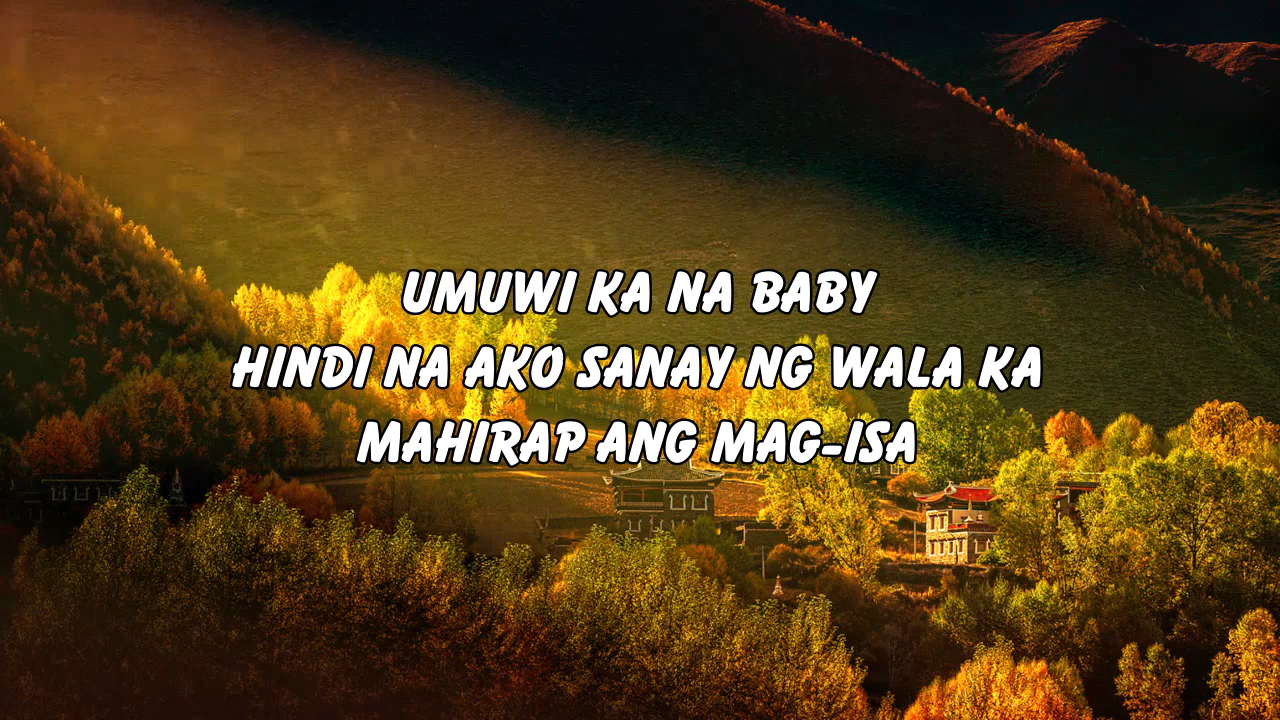 UMUWI KA NA BABY
HINDI NA AKO SANAY NG WALA KA
MAHIRAP ANG MAG-ISA